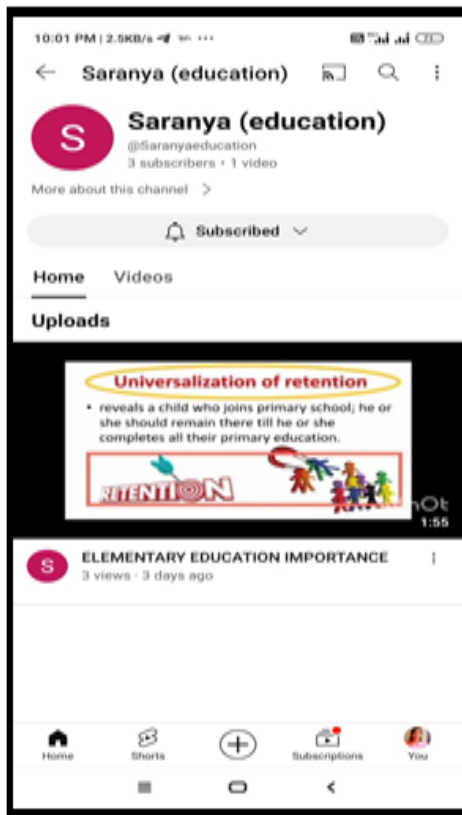 10:01 PM | 2.5KB/s
Saranya (education)
S
Saranya (education)
@Saranyaeducation
3 subscribers • 1 video
More about this channel >
Subscribed
Home Videos
Uploads
Universalization of retention
• reveals a child who joins primary school; he or
she should remain there till he or she
completes all their primary education.
RETENTION
1:55
S
ELEMENTARY EDUCATION IMPORTANCE
3 views · 3 days ago
Home Shorts Subscriptions You